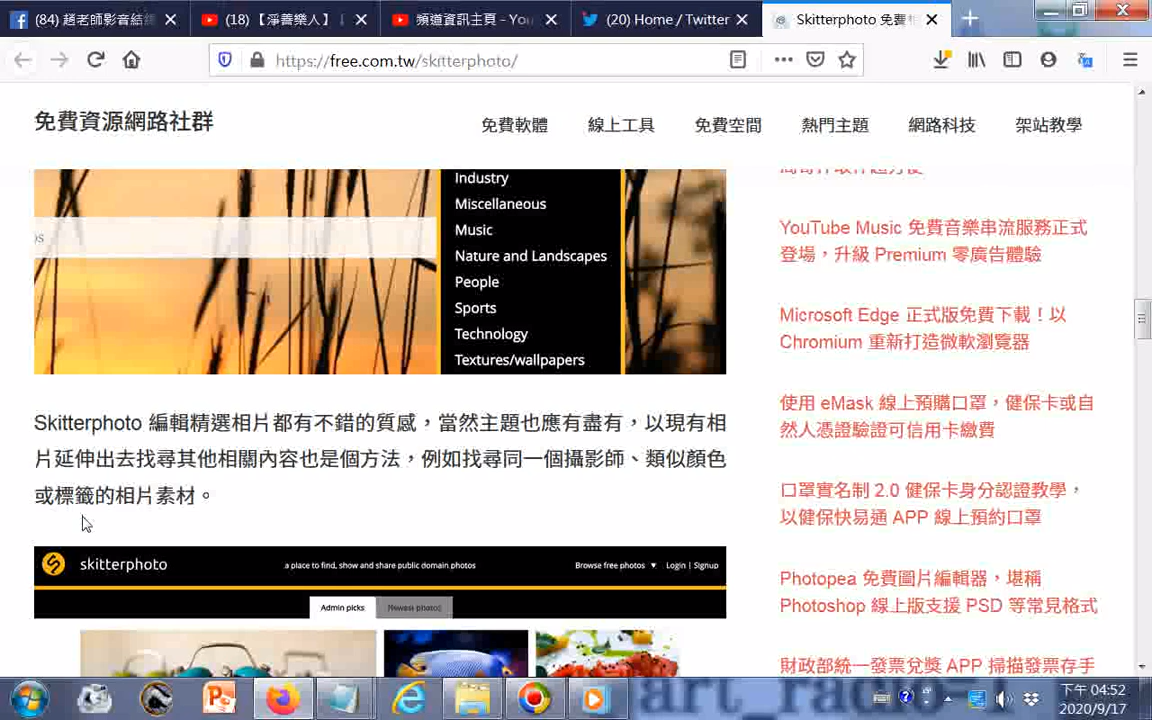 (84) 趙老師影音結
(18) 【淨善樂人】
頻道資訊主頁 - You
(20) Home / Twitter
Skitterphoto 免費
https://free.com.tw/skitterphoto/
免費資源網路社群
免費軟體
線上工具
免費空間
熱門主題
網路科技
架站教學
os
Industry
Miscellaneous
Music
Nature and Landscapes
People
Sports
Technology
Textures/wallpapers
Skitterphoto 編輯精選相片都有不錯的質感，當然主題也應有盡有，以現有相
片延伸出去找尋其他相關內容也是個方法，例如找尋同一個攝影師、類似顏色
或標籤的相片素材。
skitterphoto
a place to find, show and share public domain photos
Browse free photos ▼
Login | Signup
Admin picks
Newest photos
YouTube Music 免費音樂串流服務正式
登場，升級 Premium 零廣告體驗
Microsoft Edge 正式版免費下載！以
Chromium 重新打造微軟瀏覽器
使用 eMask 線上預購口罩，健保卡或自
然人憑證驗證可信用卡繳費
口罩實名制 2.0 健保卡身分認證教學，
以健保快易通 APP 線上預約口罩
Photopea 免費圖片編輯器，堪稱
Photoshop 線上版支援 PSD 等常見格式
財政部統一發票兌獎 APP 掃描發票存手
下午 04:52
2020/9/17